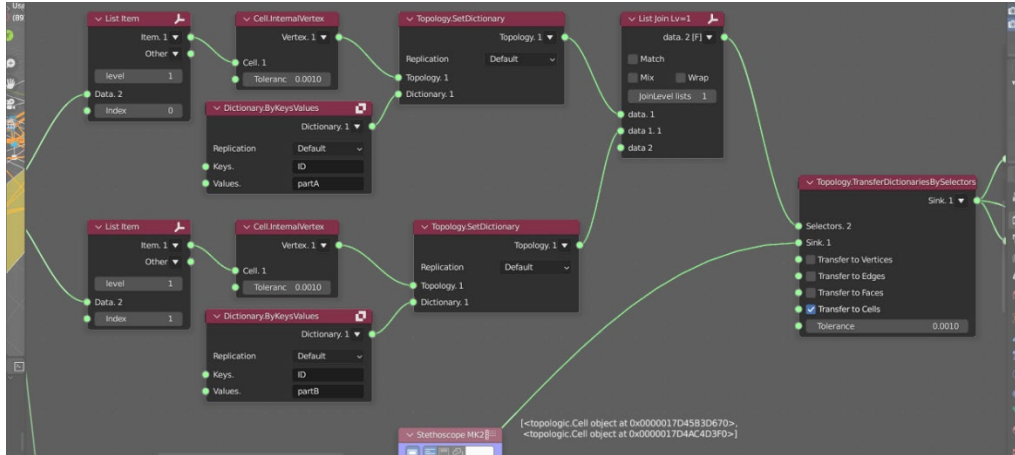 Usi
(89
List Item
Item. 1
Other
level 1
Data. 2
Index 0
Cell.InternalVertex
Vertex. 1
Cell. 1
Toleranc 0.0010
Dictionary.ByKeysValues
Dictionary. 1
Replication Default
Keys. ID
Values. partA
Topology.SetDictionary
Topology. 1
Replication Default
Topology. 1
Dictionary. 1
List Join Lv=1
data. 2 [F]
Match
Mix Wrap
JoinLevel lists 1
data. 1
data 1. 1
data 2
Topology.TransferDictionariesBySelectors
Sink. 1
Selectors. 2
Sink. 1
Transfer to Vertices
Transfer to Edges
Transfer to Faces
Transfer to Cells
Tolerance 0.0010
List Item
Item. 1
Other
level 1
Data. 2
Index 1
Cell.InternalVertex
Vertex. 1
Cell. 1
Toleranc 0.0010
Dictionary.ByKeysValues
Dictionary. 1
Replication Default
Keys. ID
Values. partB
Topology.SetDictionary
Topology. 1
Replication Default
Topology. 1
Dictionary. 1
Stethoscope MK2
[<topologic.Cell object at 0x0000017D45B3D670>,
<topologic.Cell object at 0x0000017D4AC4D3F0>]